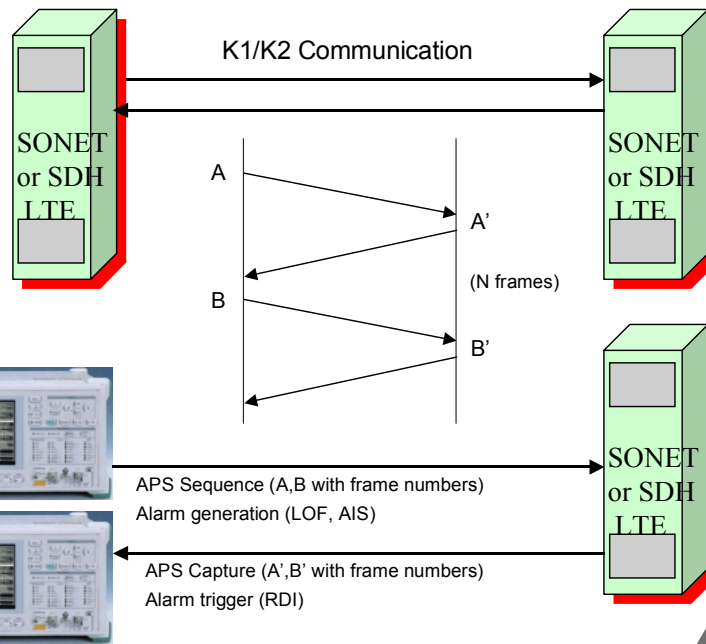 K1/K2 Communication
SONET
or SDH
LTE
SONET
or SDH
LTE
A
A’
(N frames)
B
B’
SONET
or SDH
LTE
APS Sequence (A,B with frame numbers)
Alarm generation (LOF, AIS)
APS Capture (A’,B’ with frame numbers)
Alarm trigger (RDI)